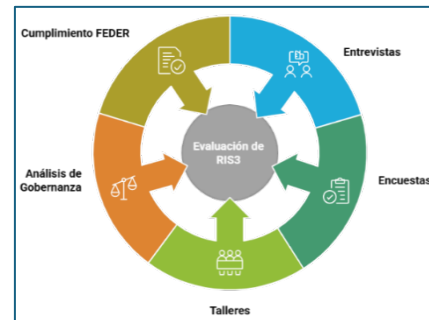 Cumplimiento FEDER
Entrevistas
Evaluación de
RIS3
Análisis de
Gobernanza
Encuestas
Talleres